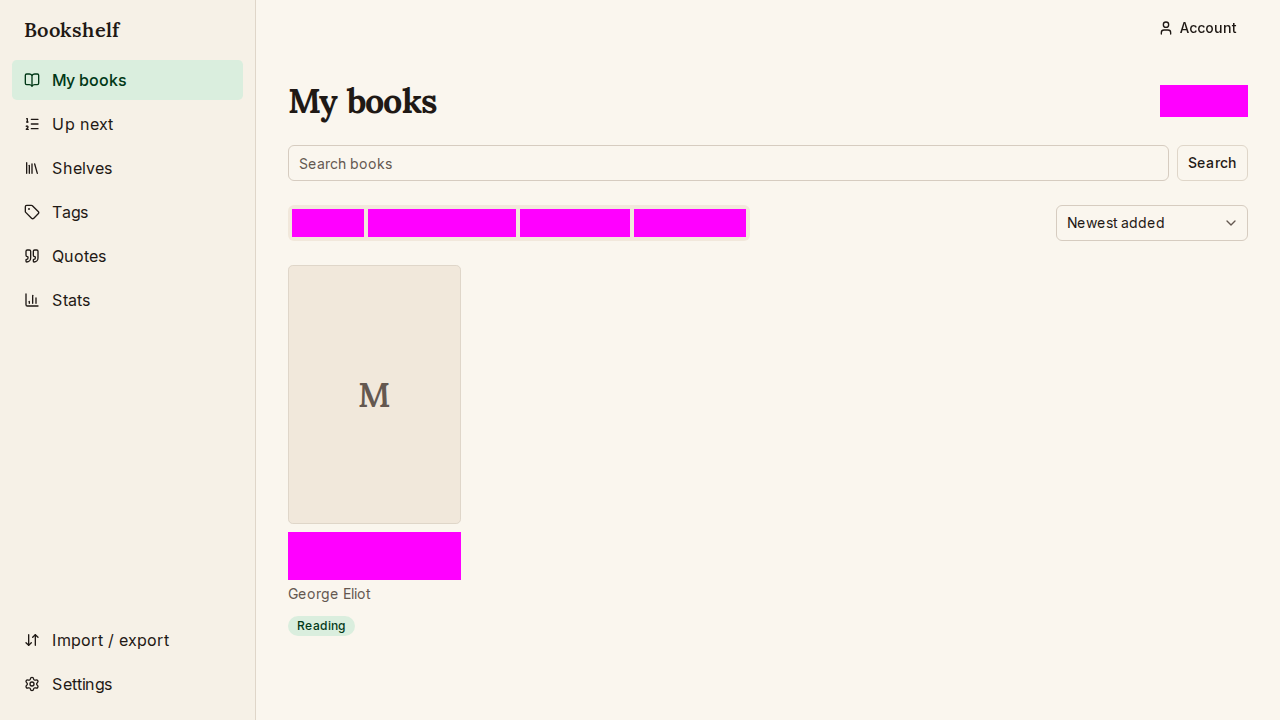 Bookshelf
Account
My books
Up next
Shelves
Tags
Quotes
Stats
Import / export
Settings
My books
Search books
Search
Newest added
M
George Eliot
Reading